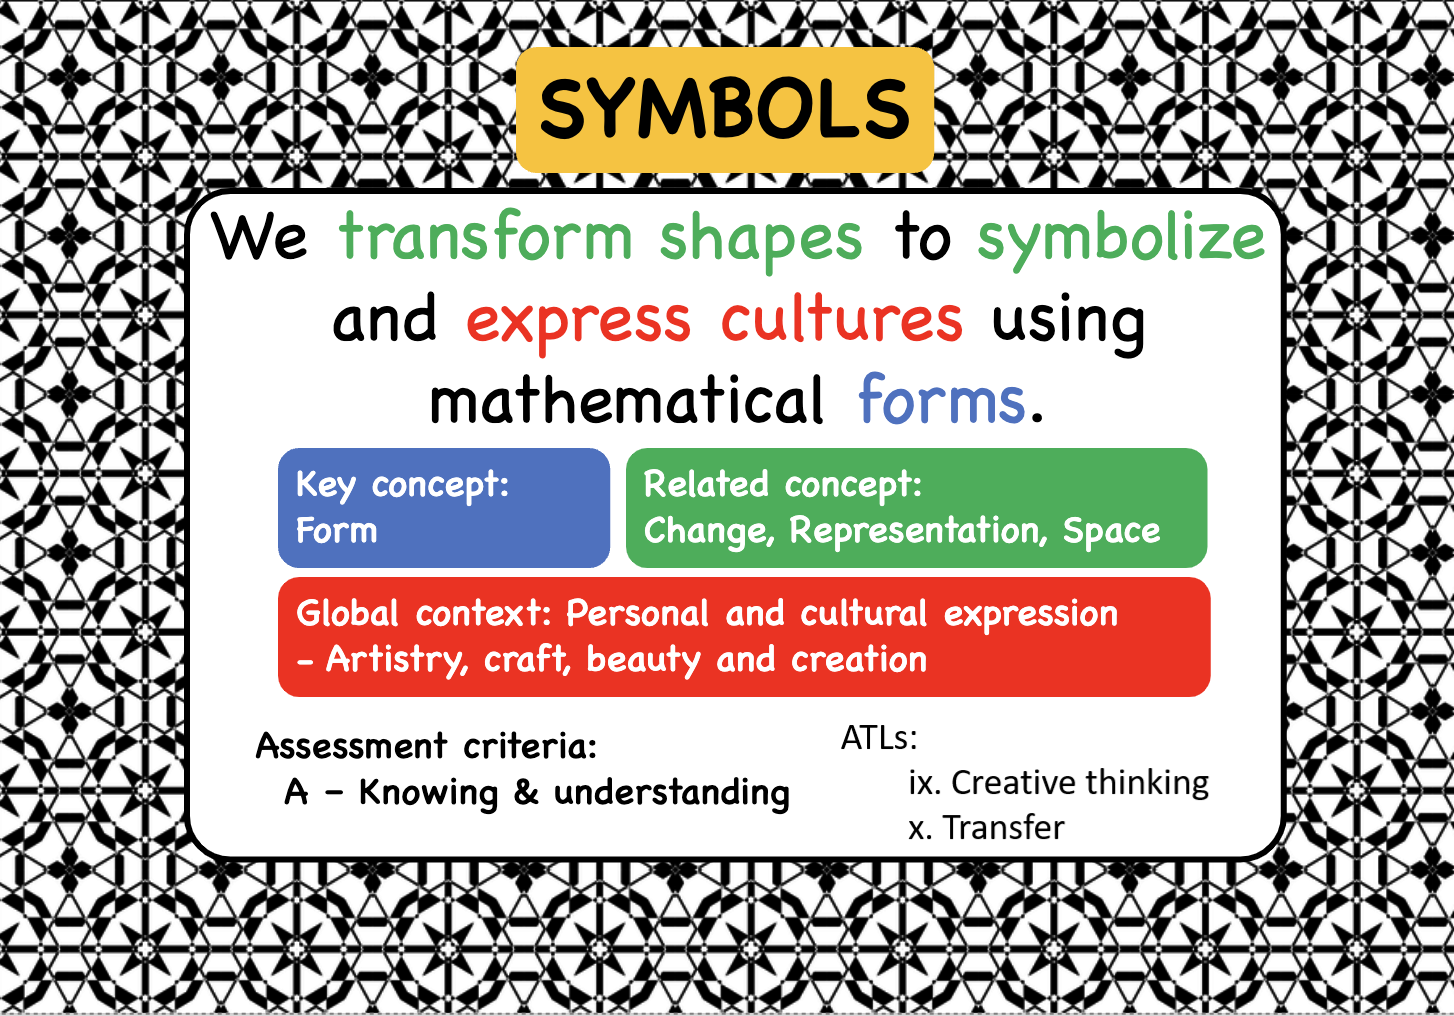 SYMBOLS
We transform shapes to symbolize
and express cultures using
mathematical forms.
Key concept:
Form
Related concept:
Change, Representation, Space
Global context: Personal and cultural expression
– Artistry, craft, beauty and creation
Assessment criteria:
A – Knowing & understanding
ATLs:
ix. Creative thinking
x. Transfer